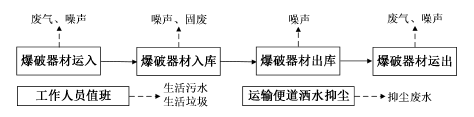 废气、噪声
噪声、固废
噪声
废气、噪声
爆破器材运入
爆破器材入库
爆破器材出库
爆破器材运出
工作人员值班
生活污水
生活垃圾
运输便道洒水抑尘
抑尘废水